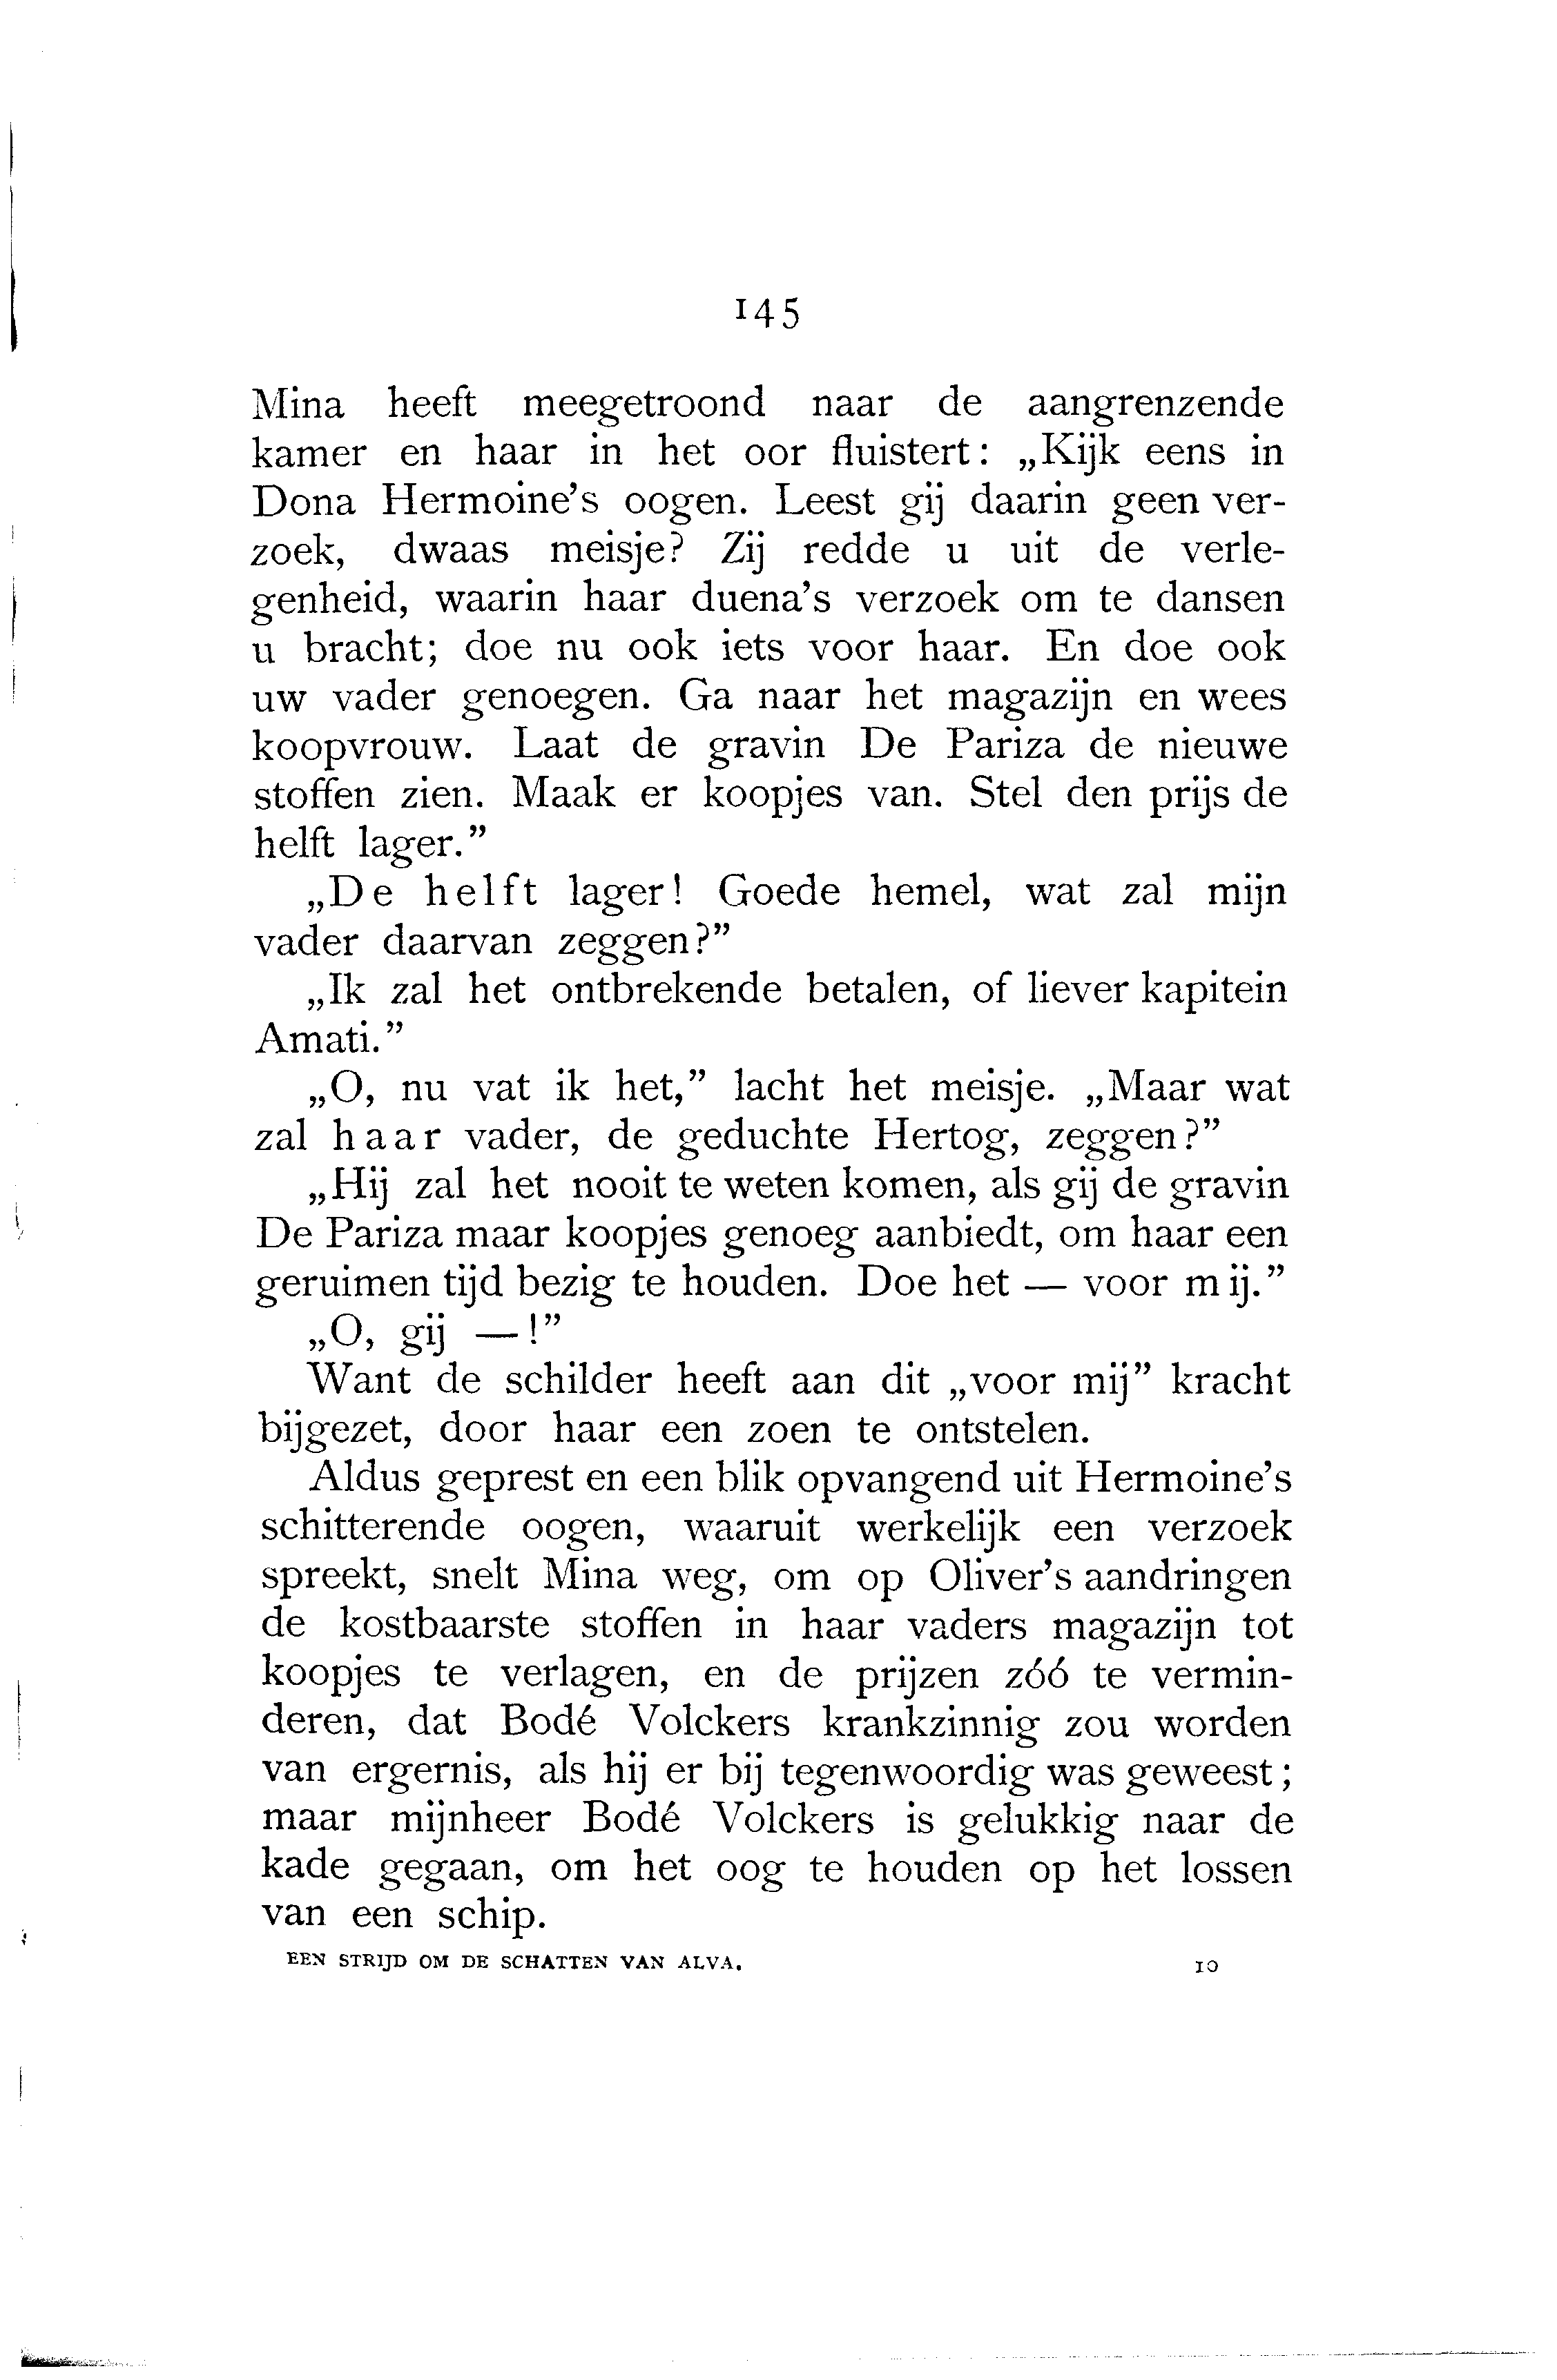 145
Mina heeft meegetroond naar de aangrenzende
kamer en haar in het oor fluistert: „Kijk eens in
Dona Hermoine’s oogen. Leest gij daarin geen ver-
zoek, dwaas meisje? Zij redde u uit de verle-
genheid, waarin haar duena’s verzoek om te dansen
u bracht; doe nu ook iets voor haar. En doe ook
uw vader genoegen. Ga naar het magazijn en wees
koopvrouw. Laat de gravin De Pariza de nieuwe
stoffen zien. Maak er koopjes van. Stel den prijs de
helft lager.”
„De helft lager! Goede hemel, wat zal mijn
vader daarvan zeggen?”
„Ik zal het ontbrekende betalen, of liever kapitein
Amati.”
„O, nu vat ik het,” lacht het meisje. „Maar wat
zal haar vader, de geduchte Hertog, zeggen?”
„Hij zal het nooit te weten komen, als gij de gravin
De Pariza maar koopjes genoeg aanbiedt, om haar een
geruimen tijd bezig te houden. Doe het — voor mij.”
„O, gij —!”
Want de schilder heeft aan dit „voor mij” kracht
bijgezet, door haar een zoen te ontstelen.
Aldus geprest en een blik opvangend uit Hermoine’s
schitterende oogen, waaruit werkelijk een verzoek
spreekt, snelt Mina weg, om op Oliver’s aandringen
de kostbaarste stoffen in haar vaders magazijn tot
koopjes te verlagen, en de prijzen zóó te vermin-
deren, dat Bodé Volckers krankzinnig zou worden
van ergernis, als hij er bij tegenwoordig was geweest;
maar mijnheer Bodé Volckers is gelukkig naar de
kade gegaan, om het oog te houden op het lossen
van een schip.
EEN STRIJD OM DE SCHATTEN VAN ALVA. 10